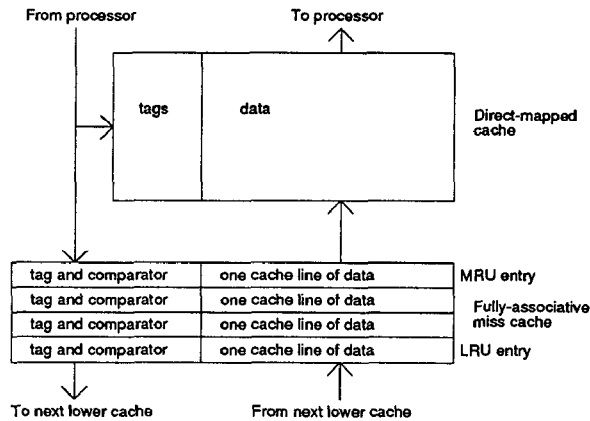 From processor
To processor
tags
data
Direct-mapped
cache
tag and comparator
one cache line of data
MRU entry
tag and comparator
one cache line of data
Fully-associative
miss cache
tag and comparator
one cache line of data
tag and comparator
one cache line of data
LRU entry
To next lower cache
From next lower cache